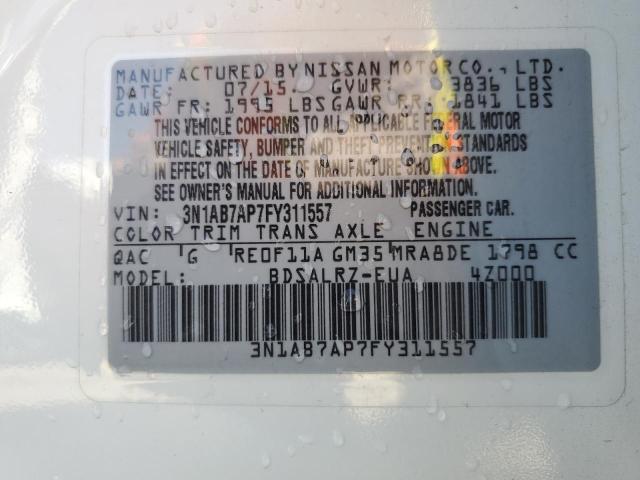 MANUFACTURED BY NISSAN MOTOR CO., LTD.
DATE: 07/15 GVWR: 3836 LBS
GAWR FR: 1995 LBS GAWR RR: 1841 LBS
THIS VEHICLE CONFORMS TO ALL APPLICABLE FEDERAL MOTOR
VEHICLE SAFETY, BUMPER AND THEFT PREVENTION STANDARDS
IN EFFECT ON THE DATE OF MANUFACTURE SHOWN ABOVE.
SEE OWNER'S MANUAL FOR ADDITIONAL INFORMATION.
VIN: 3N1AB7AP7FY311557 PASSENGER CAR.
COLOR TRIM TRANS AXLE ENGINE
QAC G RE0F11A GM35 MRA8DE 1798 CC
MODEL: BDSALRZ-EUA 4Z000
3N1AB7AP7FY311557